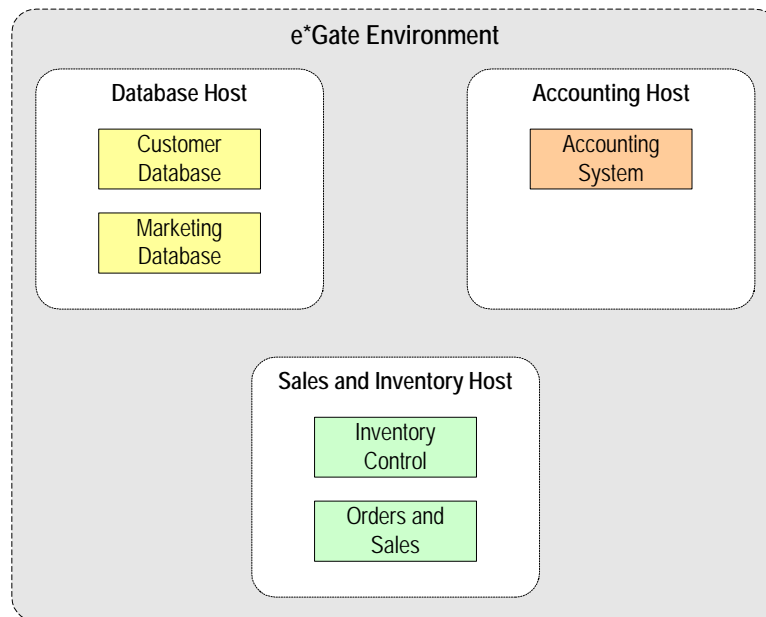 e*Gate Environment
Database Host
Customer
Database
Marketing
Database
Accounting Host
Accounting
System
Sales and Inventory Host
Inventory
Control
Orders and
Sales